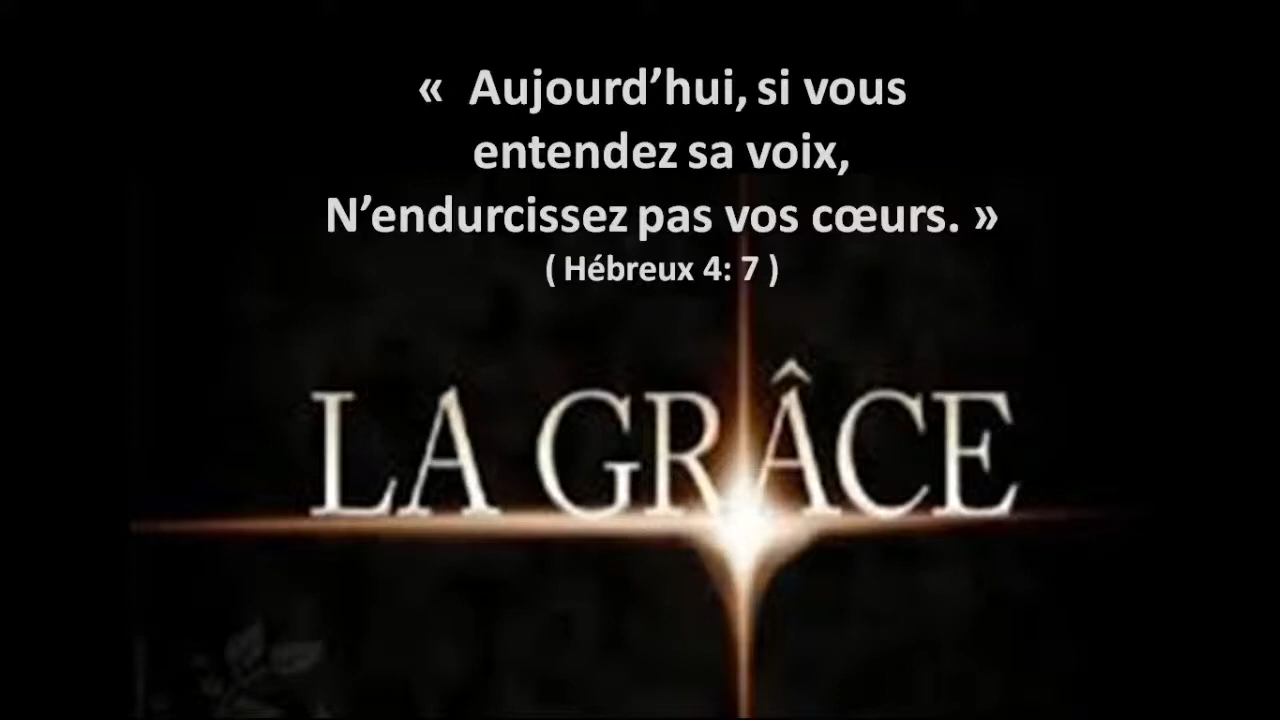 «  Aujourd’hui, si vous
entendez sa voix,
N’endurcissez pas vos cœurs. »
( Hébreux 4: 7 )
LA GRÂCE